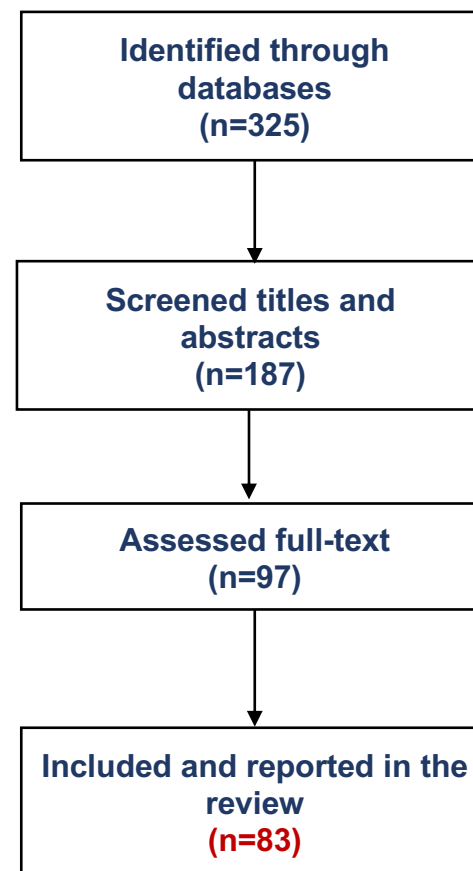 Identified through
databases
(n=325)
Screened titles and
abstracts
(n=187)
Assessed full-text
(n=97)
Included and reported in the
review
(n=83)